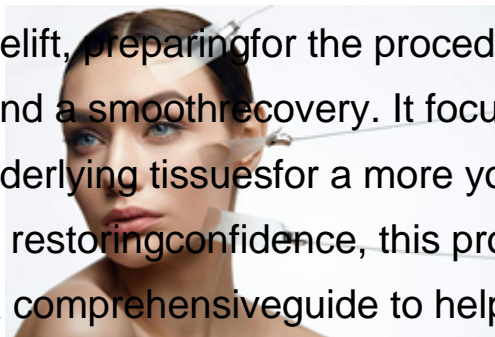 elift, preparingfor the proced
nd a smoothrecovery. It focu
derlying tissuesfor a more yo
restoringconfidence, this pro
comprehensiveguide to help